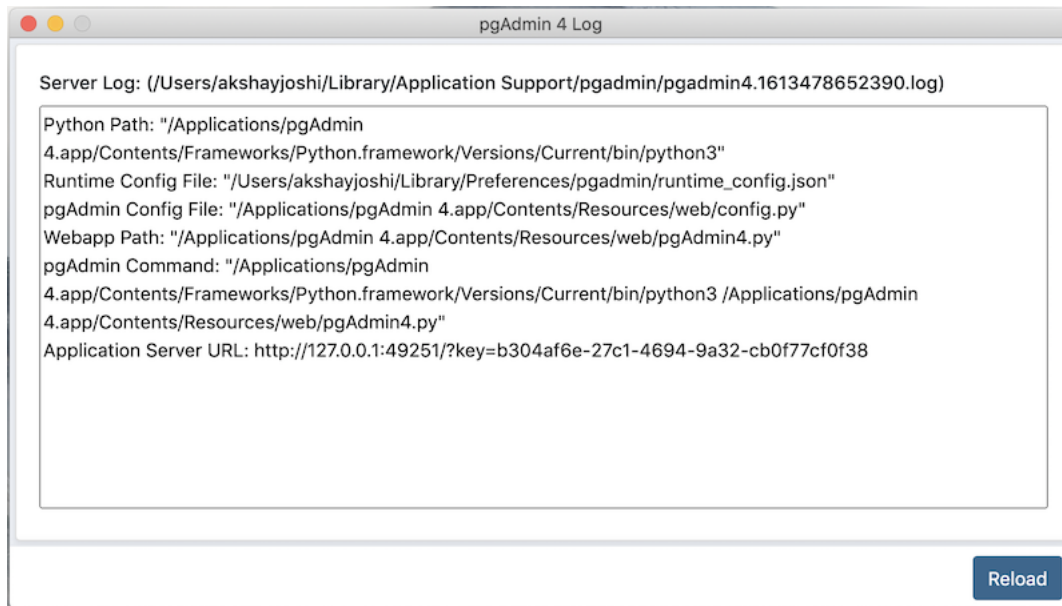 pgAdmin 4 Log
Server Log: (/Users/akshayjoshi/Library/Application Support/pgadmin/pgadmin4.1613478652390.log)
Python Path: "/Applications/pgAdmin
4.app/Contents/Frameworks/Python.framework/Versions/Current/bin/python3"
Runtime Config File: "/Users/akshayjoshi/Library/Preferences/pgadmin/runtime_config.json"
pgAdmin Config File: "/Applications/pgAdmin 4.app/Contents/Resources/web/config.py"
Webapp Path: "/Applications/pgAdmin 4.app/Contents/Resources/web/pgAdmin4.py"
pgAdmin Command: "/Applications/pgAdmin
4.app/Contents/Frameworks/Python.framework/Versions/Current/bin/python3 /Applications/pgAdmin
4.app/Contents/Resources/web/pgAdmin4.py"
Application Server URL: http://127.0.0.1:49251/?key=b304af6e-27c1-4694-9a32-cb0f77cf0f38
Reload